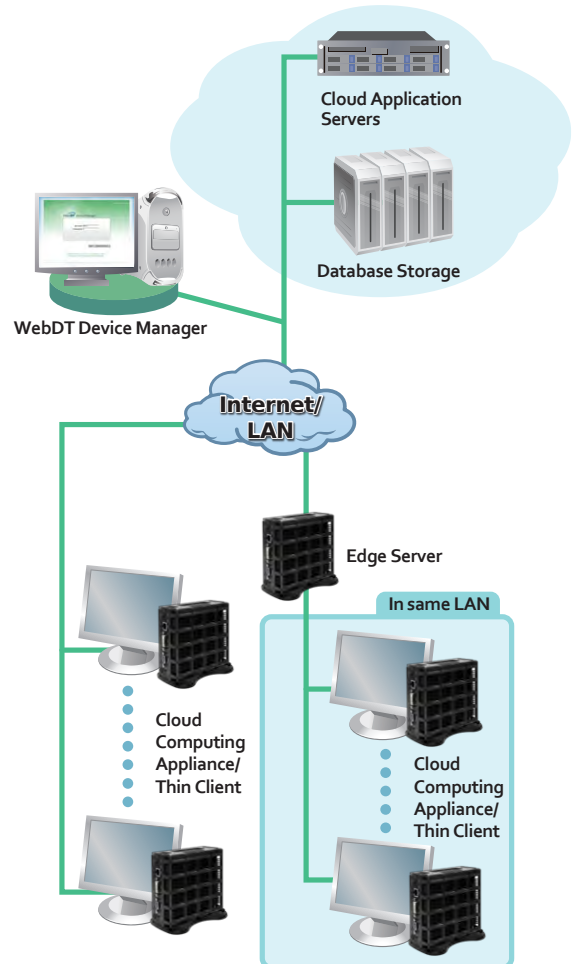 Cloud Application
Servers
Database Storage
WebDT Device Manager
Internet/
LAN
Edge Server
In same LAN
Cloud
Computing
Appliance/
Thin Client
Cloud
Computing
Appliance/
Thin Client